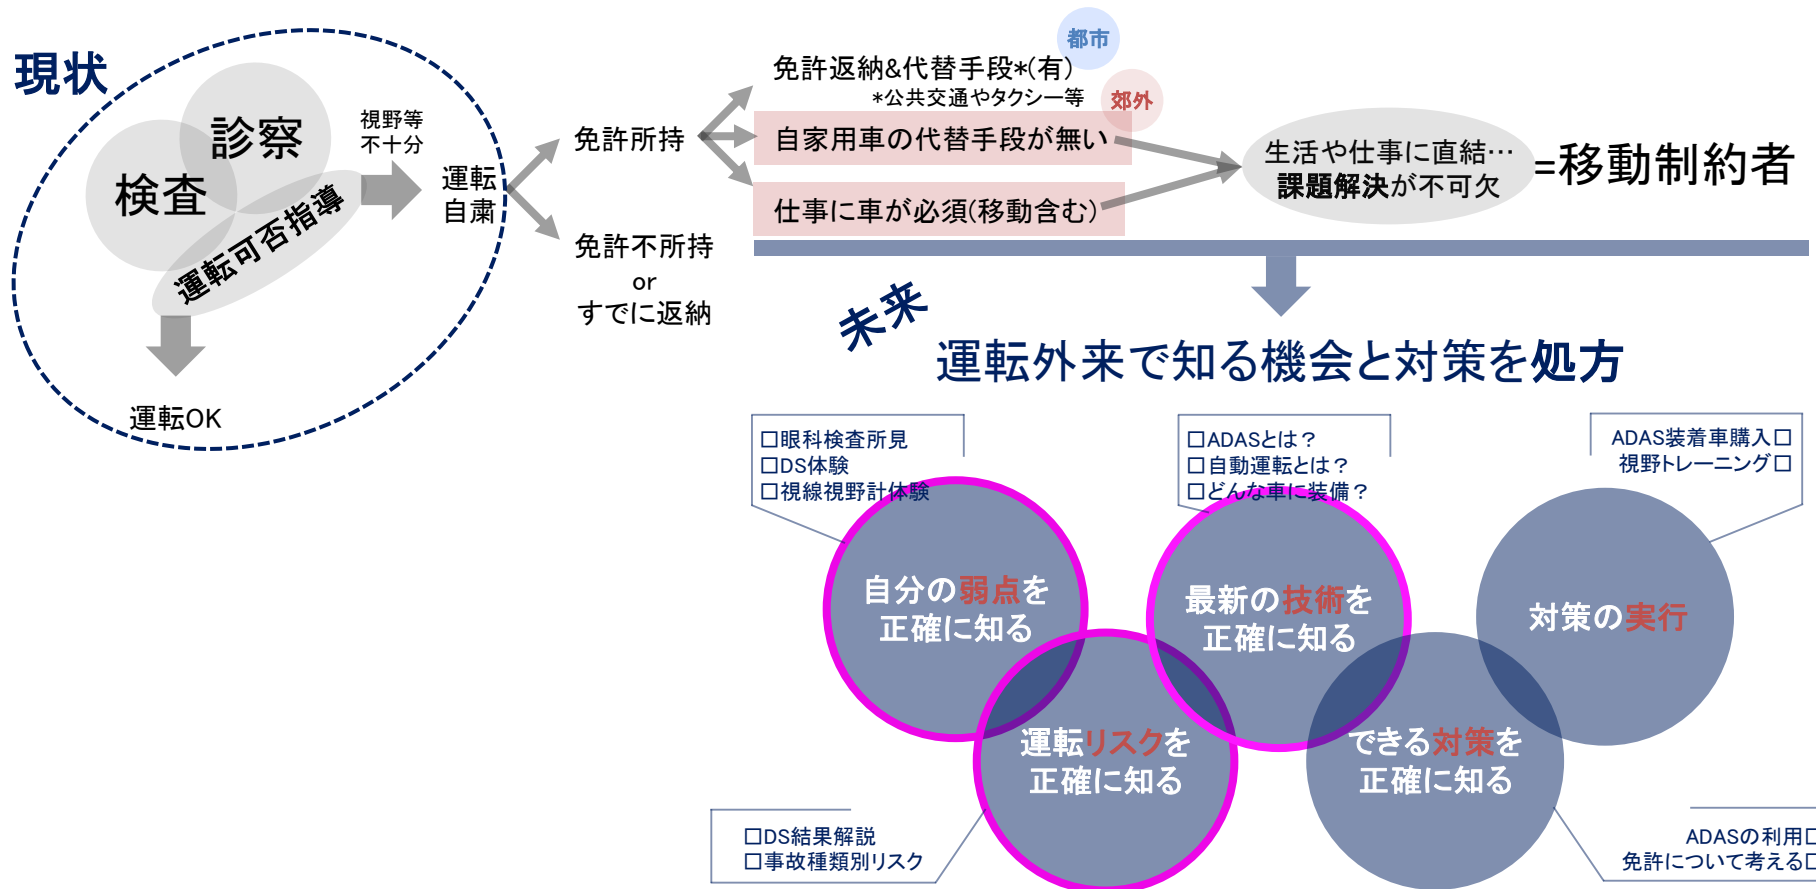 現状
診察
検査
運転可否指導
視野等
不十分
運転OK
運転
自粛
免許所持
免許不所持
or
すでに返納
都市
免許返納&代替手段*(有)
*公共交通やタクシー等
郊外
自家用車の代替手段が無い
仕事に車が必須(移動含む)
生活や仕事に直結…
課題解決が不可欠
=移動制約者
未来
運転外来で知る機会と対策を処方
□眼科検査所見
□DS体験
□視線視野計体験
□ADASとは？
□自動運転とは？
□どんな車に装備？
ADAS装着車購入□
視野トレーニング□
自分の弱点を
正確に知る
最新の技術を
正確に知る
対策の実行
運転リスクを
正確に知る
できる対策を
正確に知る
□DS結果解説
□事故種類別リスク
ADASの利用□
免許について考える□